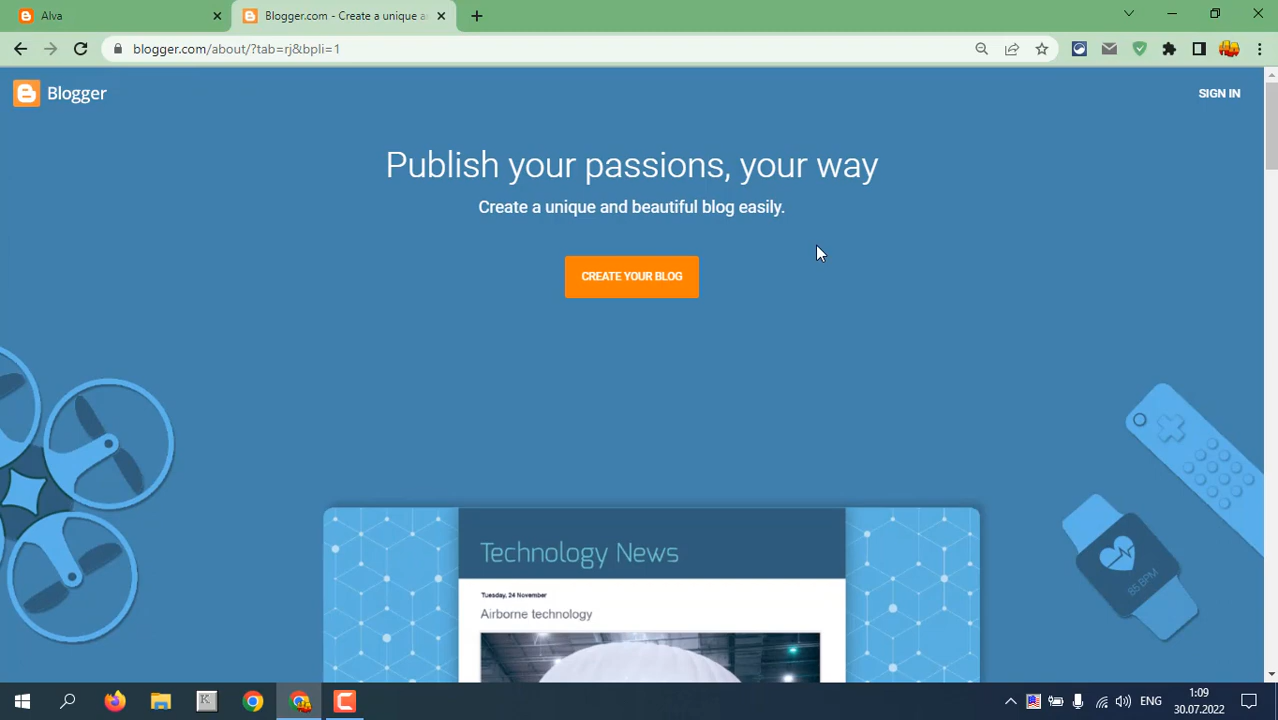 Alva
Blogger.com - Create a unique a
blogger.com/about/?tab=rj&bpli=1
Blogger
SIGN IN
Publish your passions, your way
Create a unique and beautiful blog easily.
CREATE YOUR BLOG
Technology News
Tuesday, 24 November
Airborne technology
85 BPM
K
ENG
1:09
30.07.2022